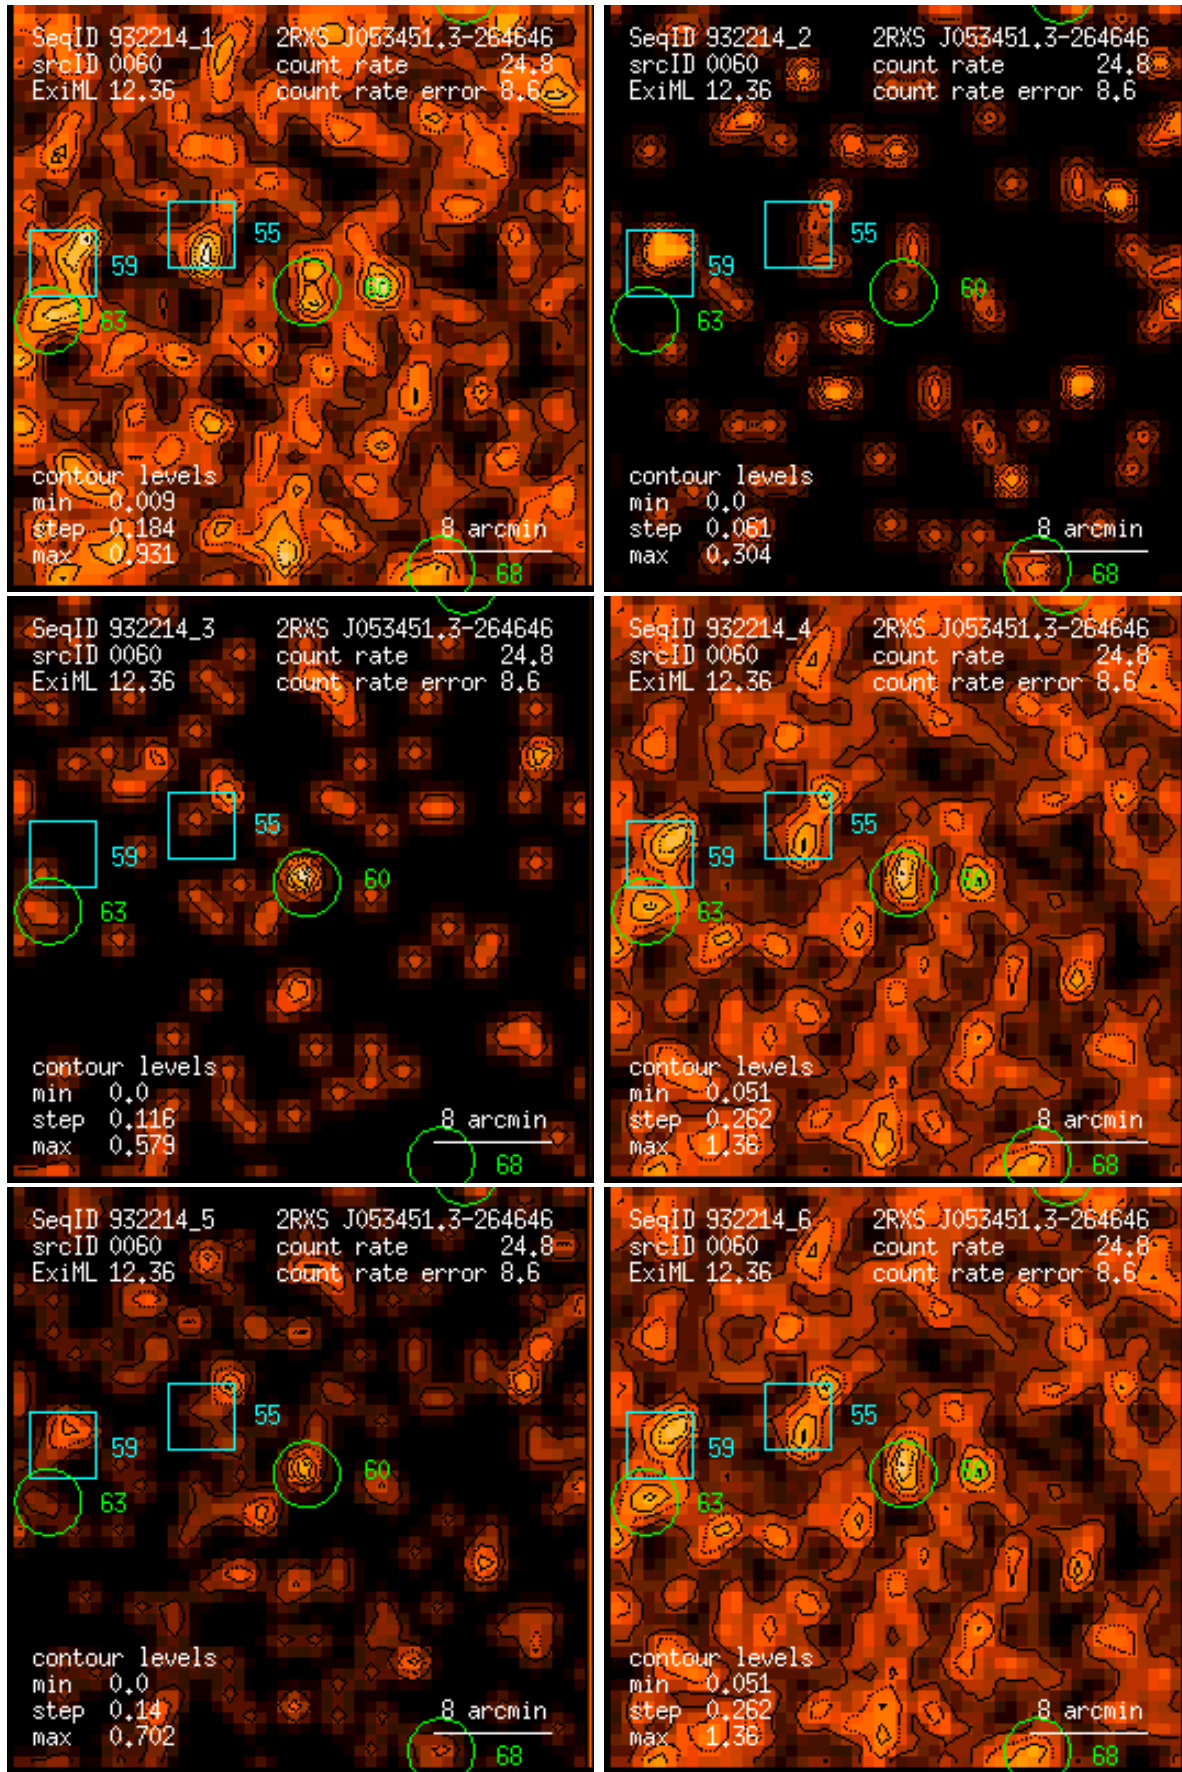 SeqID 932214_1 2RXS J053451.3-264646
srcID 0060 count rate 24.8
ExiML 12.36 count rate error 8.6
55
59
60
63
contour levels
min 0.009
step 0.184 8 arcmin
max 0.931
68
SeqID 932214_2 2RXS J053451.3-264646
srcID 0060 count rate 24.8
ExiML 12.36 count rate error 8.6
55
59
60
63
contour levels
min 0.0
step 0.061 8 arcmin
max 0.304
68
SeqID 932214_3 2RXS J053451.3-264646
srcID 0060 count rate 24.8
ExiML 12.36 count rate error 8.6
55
59
60
63
contour levels
min 0.0
step 0.116 8 arcmin
max 0.579
68
SeqID 932214_4 2RXS J053451.3-264646
srcID 0060 count rate 24.8
ExiML 12.36 count rate error 8.6
55
59
60
63
contour levels
min 0.051
step 0.262 8 arcmin
max 1.36
68
SeqID 932214_5 2RXS J053451.3-264646
srcID 0060 count rate 24.8
ExiML 12.36 count rate error 8.6
55
59
60
63
contour levels
min 0.0
step 0.14 8 arcmin
max 0.702
68
SeqID 932214_6 2RXS J053451.3-264646
srcID 0060 count rate 24.8
ExiML 12.36 count rate error 8.6
55
59
60
63
contour levels
min 0.051
step 0.262 8 arcmin
max 1.36
68